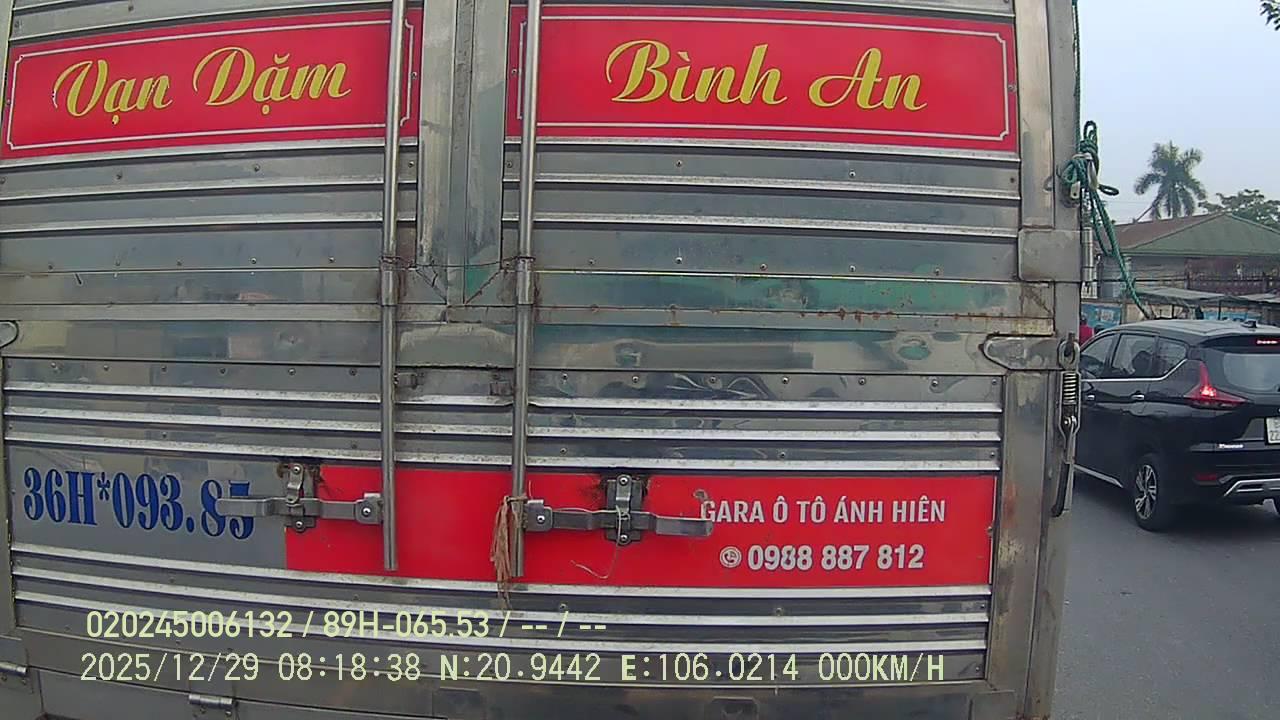 Vạn Dặm
Bình An
36H*093.85
GARA Ô TÔ ÁNH HIÊN
0988 887 812
020245006132 / 89H-065.53 / -- / --
2025/12/29 08:18:38 N:20.9442 E:106.0214 000KM/H